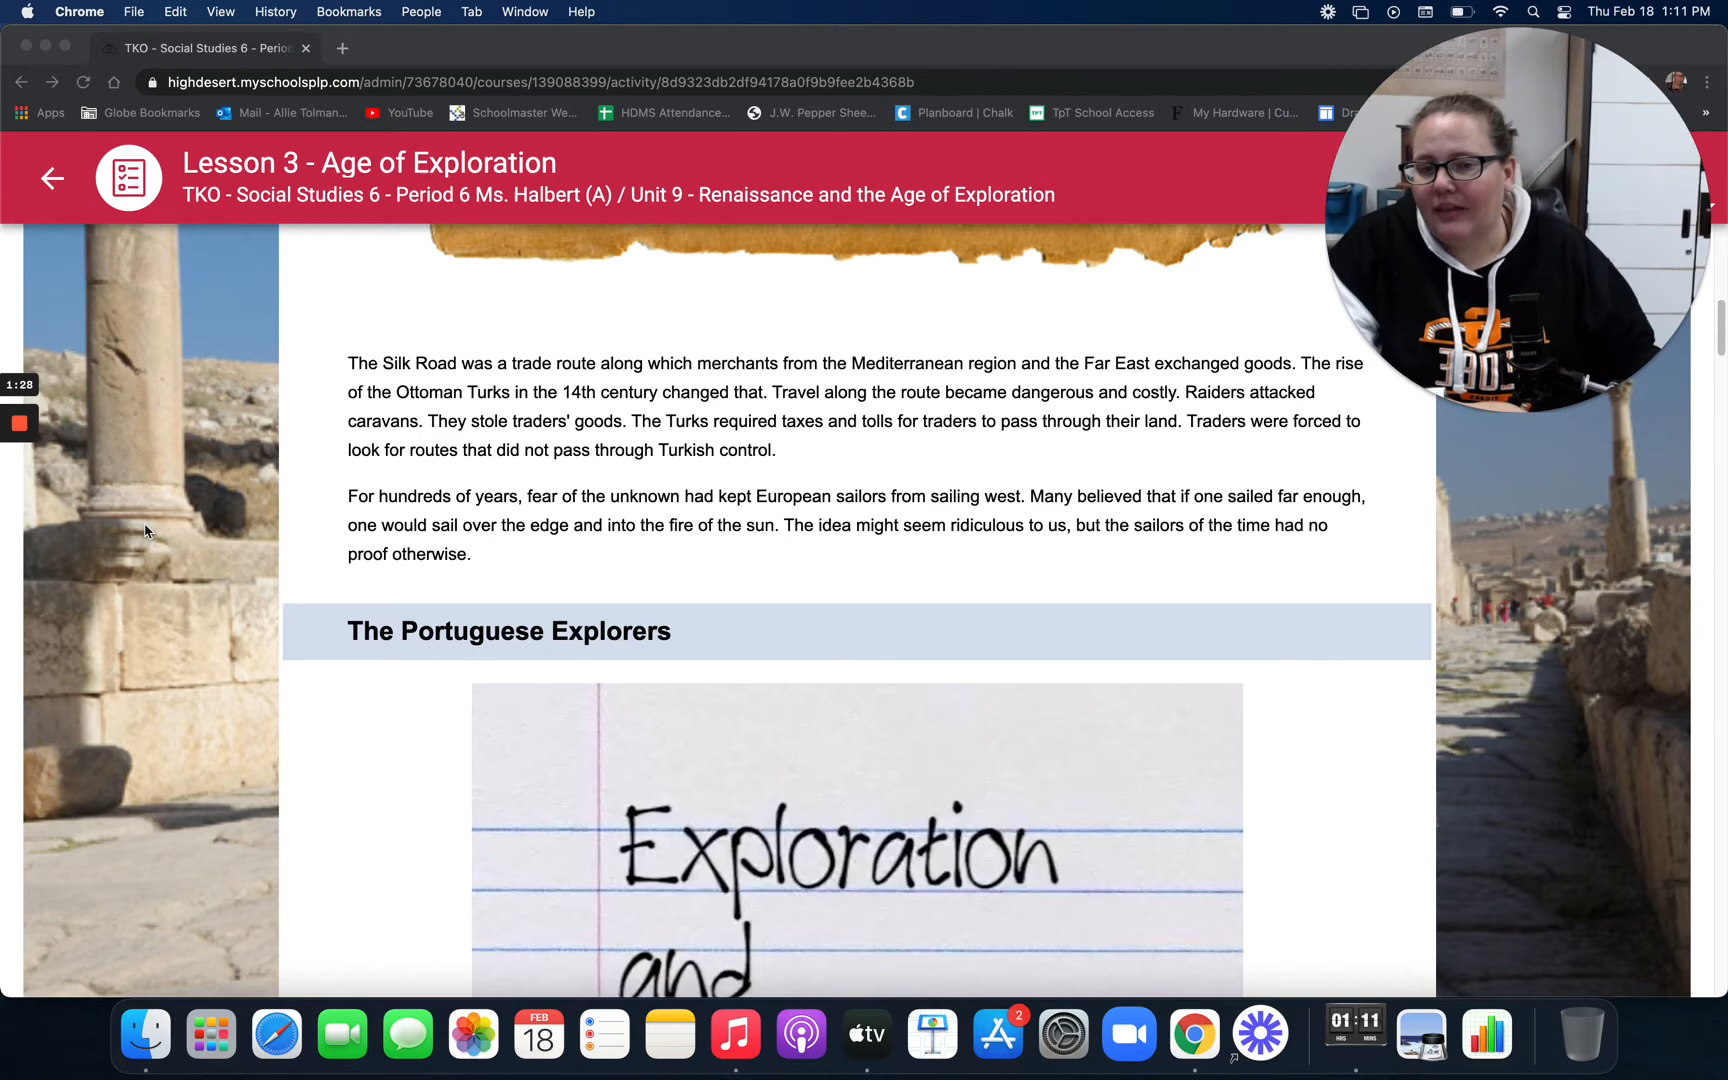 Chrome File Edit View History Bookmarks People Tab Window Help
Thu Feb 18 1:11 PM
TKO - Social Studies 6 - Perio
highdesert.myschoolsplp.com/admin/73678040/courses/139088399/activity/8d9323db2df94178a0f9b9fee2b4368b
Apps Globe Bookmarks Mail - Allie Tolman... YouTube Schoolmaster We... HDMS Attendance... J.W. Pepper Shee... Planboard | Chalk TpT School Access My Hardware | Cu... Dra
Lesson 3 - Age of Exploration
TKO - Social Studies 6 - Period 6 Ms. Halbert (A) / Unit 9 - Renaissance and the Age of Exploration
1:28
The Silk Road was a trade route along which merchants from the Mediterranean region and the Far East exchanged goods. The rise
of the Ottoman Turks in the 14th century changed that. Travel along the route became dangerous and costly. Raiders attacked
caravans. They stole traders' goods. The Turks required taxes and tolls for traders to pass through their land. Traders were forced to
look for routes that did not pass through Turkish control.
For hundreds of years, fear of the unknown had kept European sailors from sailing west. Many believed that if one sailed far enough,
one would sail over the edge and into the fire of the sun. The idea might seem ridiculous to us, but the sailors of the time had no
proof otherwise.
The Portuguese Explorers
Exploration
and
FEB
18
tv
2
01:11
HRS MINS